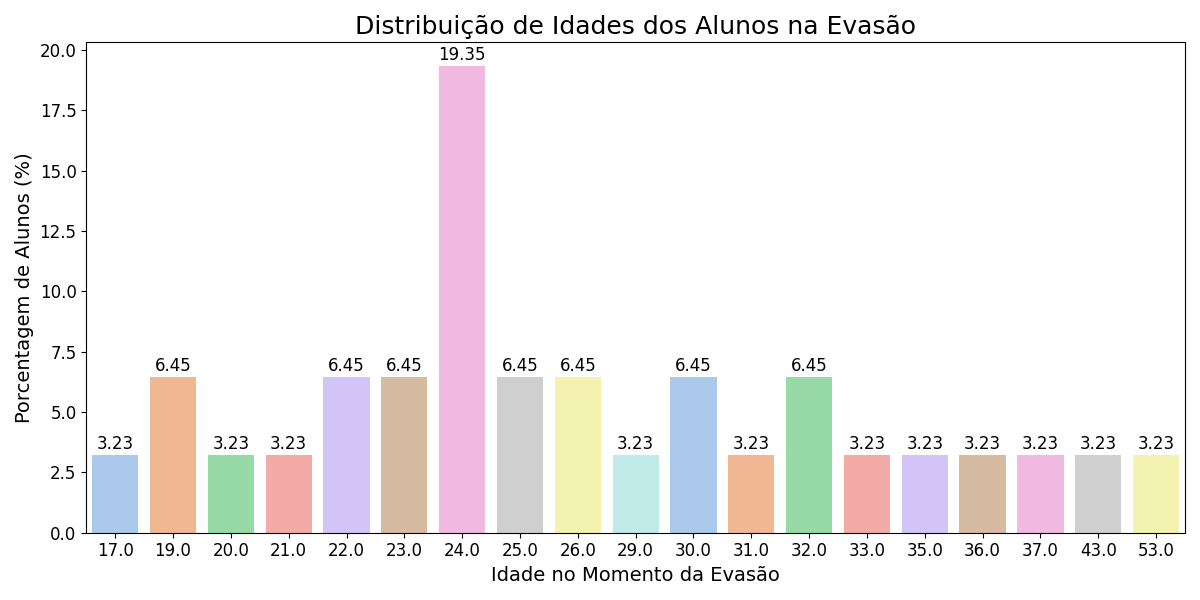 Distribuição de Idades dos Alunos na Evasão
Porcentagem de Alunos (%)
20.0
17.5
15.0
12.5
10.0
7.5
5.0
2.5
0.0
3.23 6.45 3.23 3.23 6.45 6.45 19.35 6.45 6.45 3.23 6.45 3.23 6.45 3.23 3.23 3.23 3.23 3.23 3.23
17.0 19.0 20.0 21.0 22.0 23.0 24.0 25.0 26.0 29.0 30.0 31.0 32.0 33.0 35.0 36.0 37.0 43.0 53.0
Idade no Momento da Evasão